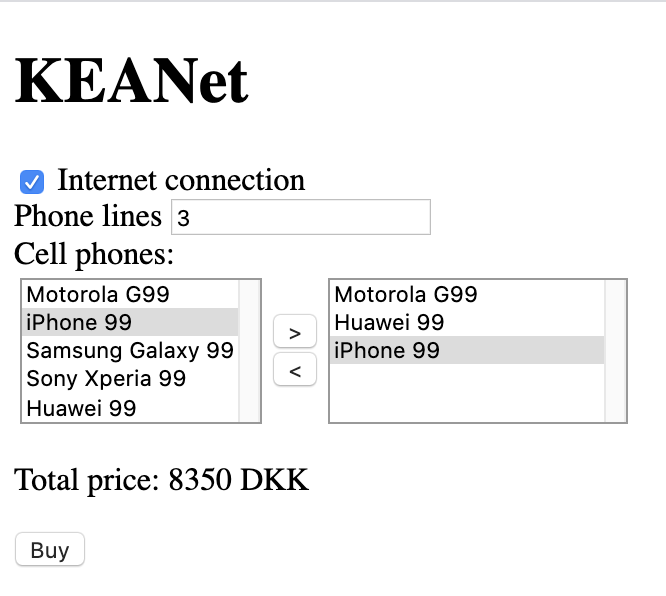 KEANet
Internet connection
Phone lines 3
Cell phones:
Motorola G99
iPhone 99
Samsung Galaxy 99
Sony Xperia 99
Huawei 99
>
<
Motorola G99
Huawei 99
iPhone 99
Total price: 8350 DKK
Buy